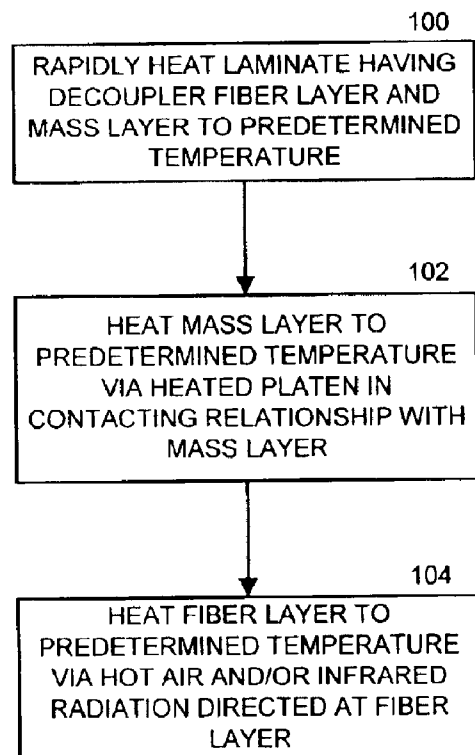 100
RAPIDLY HEAT LAMINATE HAVING
DECOUPLER FIBER LAYER AND
MASS LAYER TO PREDETERMINED
TEMPERATURE
102
HEAT MASS LAYER TO
PREDETERMINED TEMPERATURE
VIA HEATED PLATEN IN
CONTACTING RELATIONSHIP WITH
MASS LAYER
104
HEAT FIBER LAYER TO
PREDETERMINED TEMPERATURE
VIA HOT AIR AND/OR INFRARED
RADIATION DIRECTED AT FIBER
LAYER